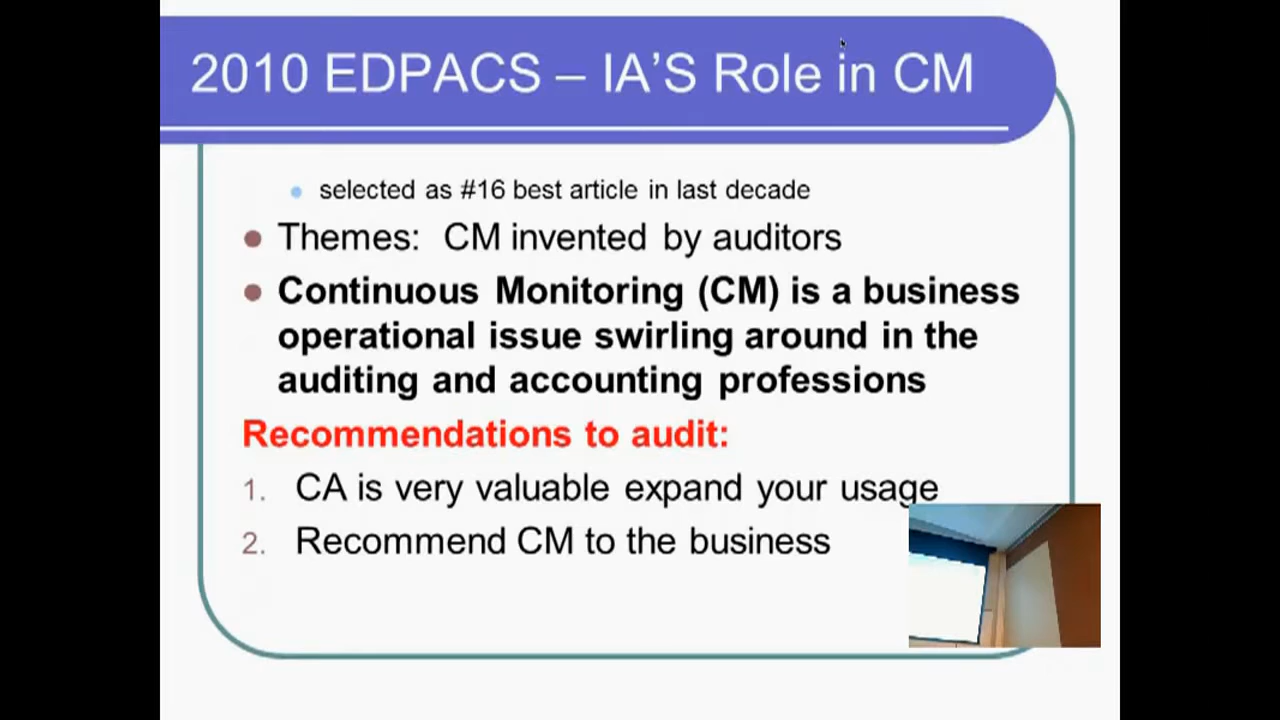 2010 EDPACS – IA’S Role in CM
selected as #16 best article in last decade
Themes: CM invented by auditors
Continuous Monitoring (CM) is a business
operational issue swirling around in the
auditing and accounting professions
Recommendations to audit:
1. CA is very valuable expand your usage
2. Recommend CM to the business